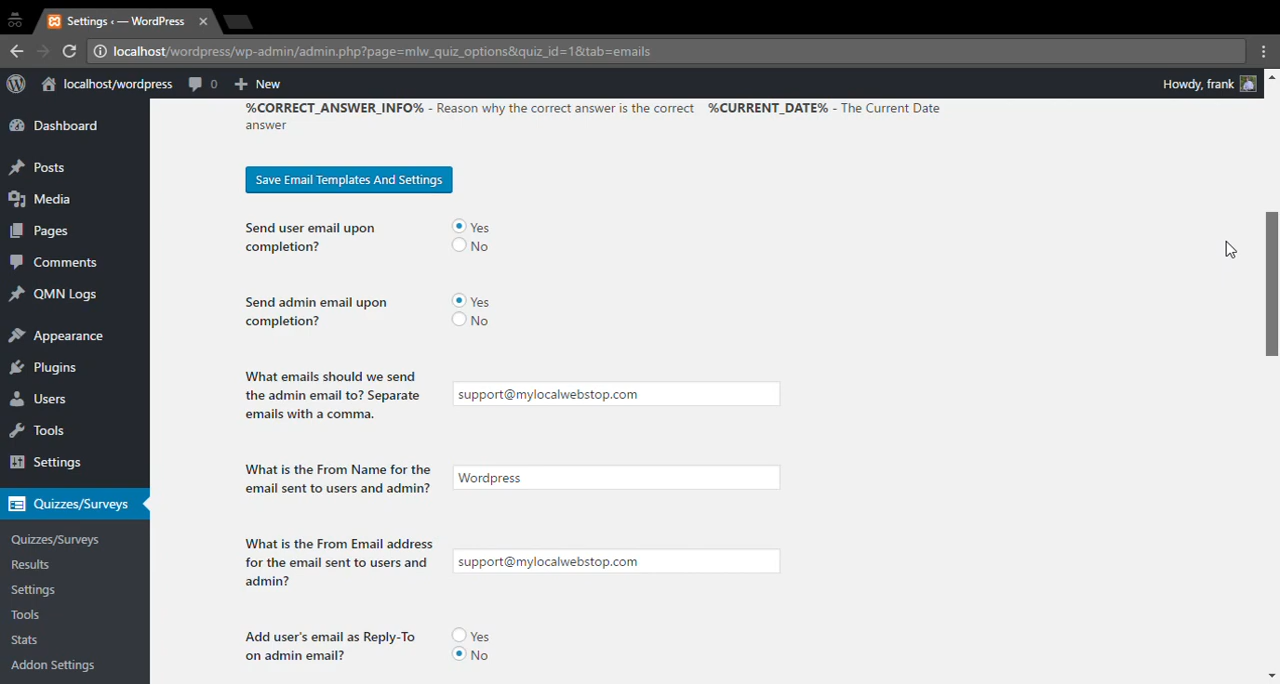 Settings ‹ — WordPress
localhost/wordpress/wp-admin/admin.php?page=mlw_quiz_options&quiz_id=1&tab=emails
localhost/wordpress 0 New Howdy, frank
Dashboard
Posts
Media
Pages
Comments
QMN Logs
Appearance
Plugins
Users
Tools
Settings
Quizzes/Surveys
Quizzes/Surveys
Results
Settings
Tools
Stats
Addon Settings
%CORRECT_ANSWER_INFO% - Reason why the correct answer is the correct
answer
%CURRENT_DATE% - The Current Date
Save Email Templates And Settings
Send user email upon
completion?
Yes
No
Send admin email upon
completion?
Yes
No
What emails should we send
the admin email to? Separate
emails with a comma.
support@mylocalwebstop.com
What is the From Name for the
email sent to users and admin?
Wordpress
What is the From Email address
for the email sent to users and
admin?
support@mylocalwebstop.com
Add user's email as Reply-To
on admin email?
Yes
No